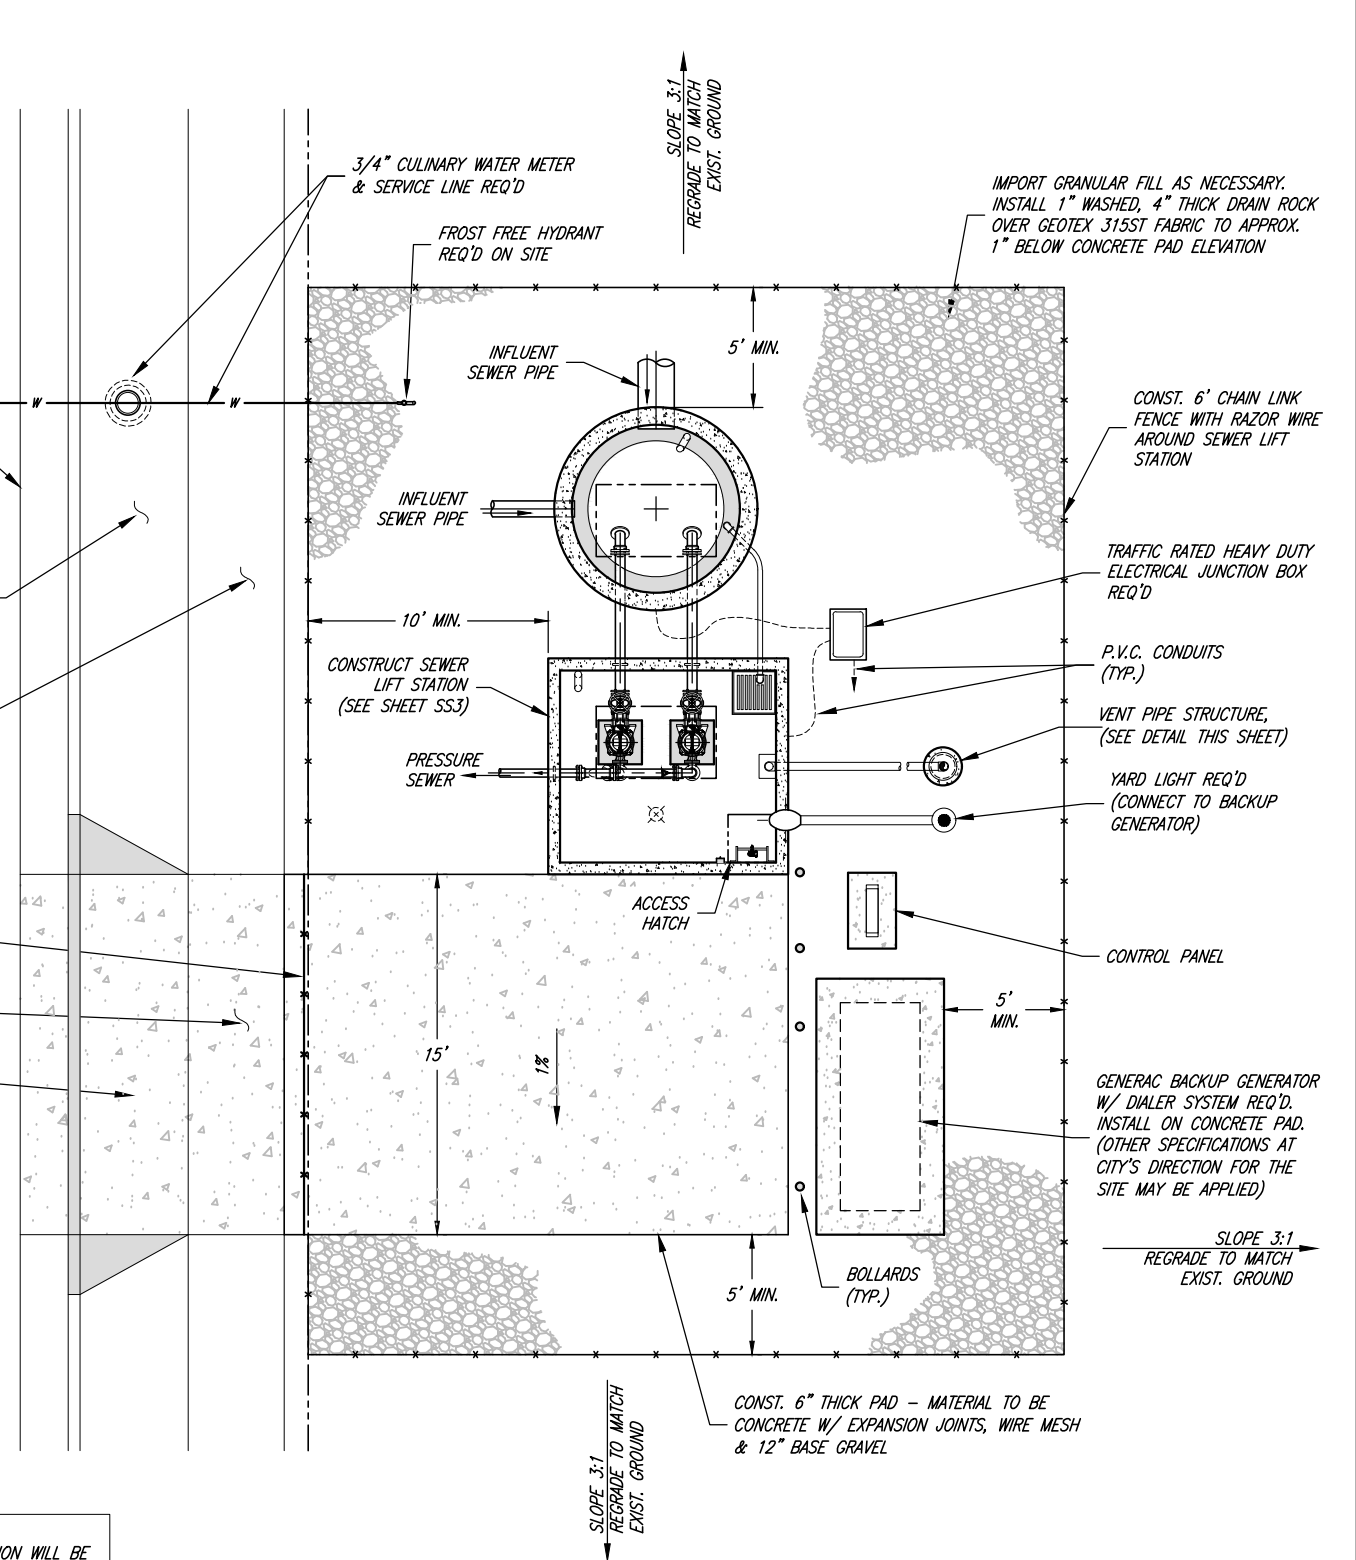 SLOPE 3:1
REGRADE TO MATCH
EXIST. GROUND
3/4" CULINARY WATER METER
& SERVICE LINE REQ'D
IMPORT GRANULAR FILL AS NECESSARY.
INSTALL 1" WASHED, 4" THICK DRAIN ROCK
OVER GEOTEX 315ST FABRIC TO APPROX.
1" BELOW CONCRETE PAD ELEVATION
FROST FREE HYDRANT
REQ'D ON SITE
5' MIN.
INFLUENT
SEWER PIPE
W
W
CONST. 6' CHAIN LINK
FENCE WITH RAZOR WIRE
AROUND SEWER LIFT
STATION
INFLUENT
SEWER PIPE
TRAFFIC RATED HEAVY DUTY
ELECTRICAL JUNCTION BOX
REQ'D
10' MIN.
CONSTRUCT SEWER
LIFT STATION
(SEE SHEET SS3)
P.V.C. CONDUITS
(TYP.)
VENT PIPE STRUCTURE,
(SEE DETAIL THIS SHEET)
PRESSURE
SEWER
YARD LIGHT REQ'D
(CONNECT TO BACKUP
GENERATOR)
ACCESS
HATCH
CONTROL PANEL
5'
MIN.
15'
1%
GENERAC BACKUP GENERATOR
W/ DIALER SYSTEM REQ'D.
INSTALL ON CONCRETE PAD.
(OTHER SPECIFICATIONS AT
CITY'S DIRECTION FOR THE
SITE MAY BE APPLIED)
SLOPE 3:1
REGRADE TO MATCH
EXIST. GROUND
BOLLARDS
(TYP.)
5' MIN.
CONST. 6" THICK PAD – MATERIAL TO BE
CONCRETE W/ EXPANSION JOINTS, WIRE MESH
& 12" BASE GRAVEL
SLOPE 3:1
REGRADE TO MATCH
EXIST. GROUND
WILL BE